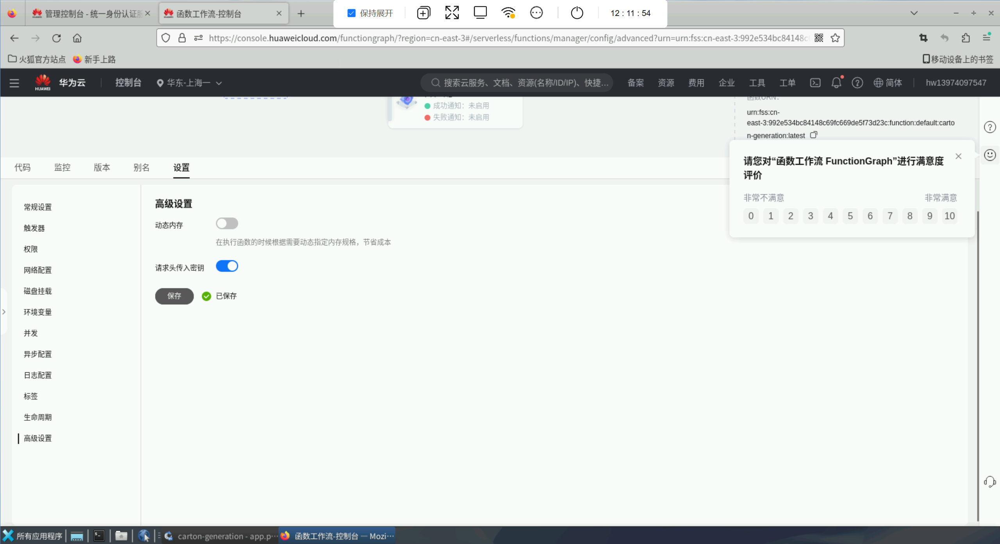 管理控制台 - 统一身份认证服
函数工作流-控制台
保持展开
12 : 11 : 54
https://console.huaweicloud.com/functiongraph/?region=cn-east-3#/serverless/functions/manager/config/advanced?urn=urn:fss:cn-east-3:992e534bc84148c
火狐官方站点
新手上路
移动设备上的书签
HUAWEI
华为云
控制台
华东-上海一
搜索云服务、文档、资源(名称/ID/IP)、快捷...
备案
资源
费用
企业
工具
工单
简体
hw13974097547
成功通知：未启用
失败通知：未启用
函数URN：
urn:fss:cn-
east-3:992e534bc84148c69fc669de5f73d23c:function:default:carto
n-generation:latest
代码
监控
版本
别名
设置
请您对“函数工作流 FunctionGraph”进行满意度
评价
非常不满意
非常满意
0 1 2 3 4 5 6 7 8 9 10
常规设置
触发器
权限
网络配置
磁盘挂载
环境变量
并发
异步配置
日志配置
标签
生命周期
高级设置
高级设置
动态内存
在执行函数的时候根据需要动态指定内存规格，节省成本
请求头传入密钥
保存
已保存
所有应用程序
carton-generation - app.p...
函数工作流-控制台 — Mozi...